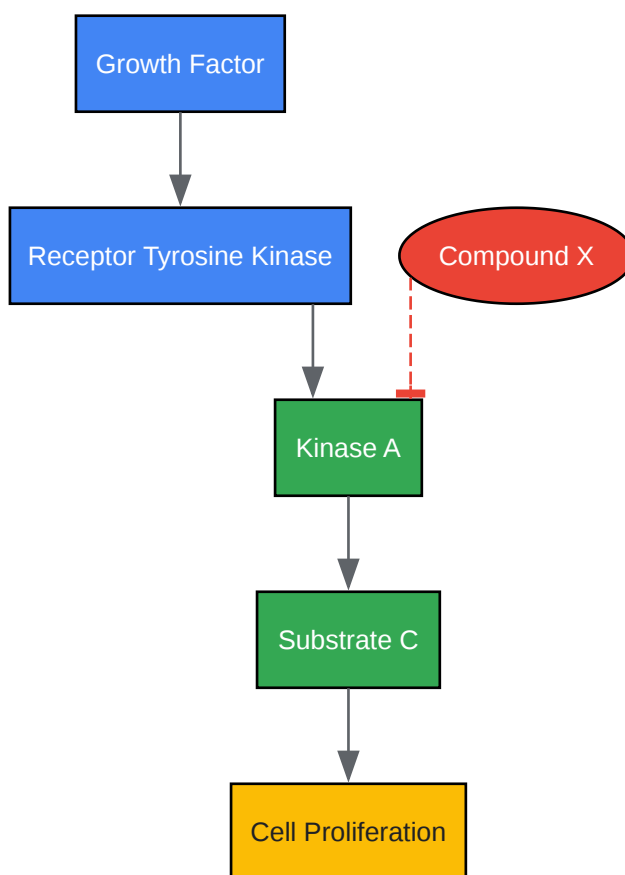 Growth Factor
Receptor Tyrosine Kinase
Compound X
Kinase A
Substrate C
Cell Proliferation